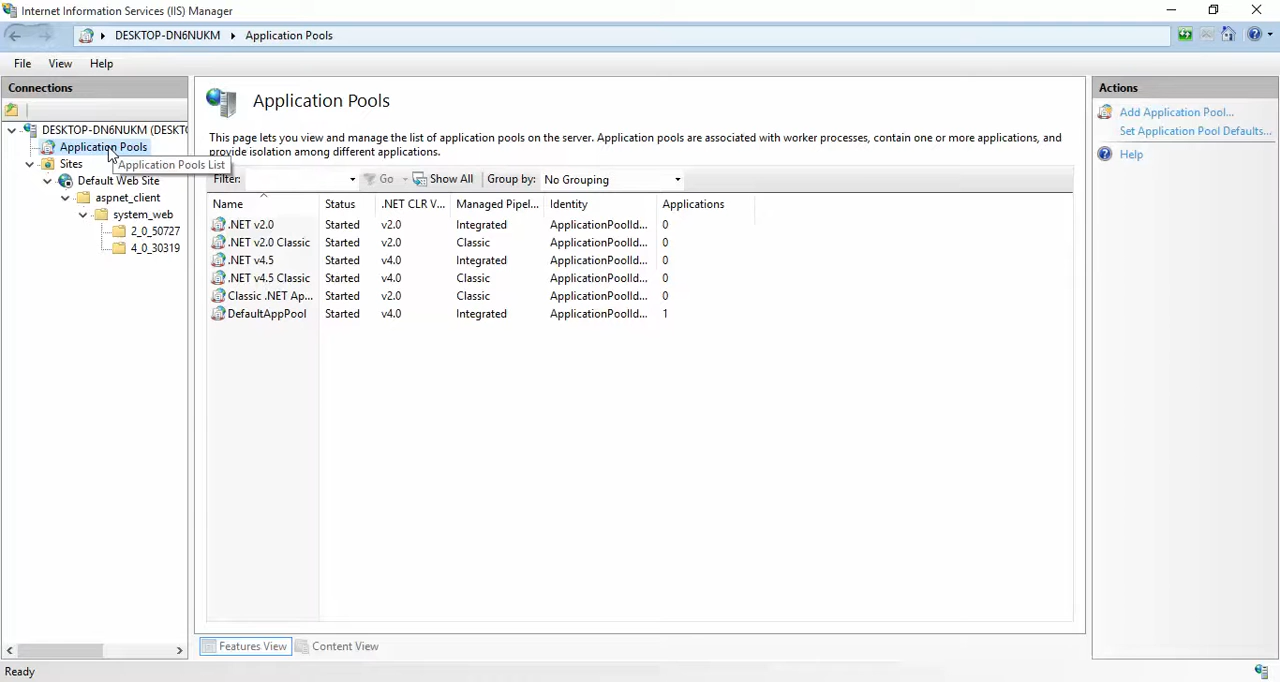 Internet Information Services (IIS) Manager
DESKTOP-DN6NUKM
Application Pools
File View Help
Connections
DESKTOP-DN6NUKM (DESKT
Application Pools
Application Pools List
Sites
Default Web Site
aspnet_client
system_web
2_0_50727
4_0_30319
Application Pools
This page lets you view and manage the list of application pools on the server. Application pools are associated with worker processes, contain one or more applications, and
provide isolation among different applications.
Filter: Go Show All Group by: No Grouping
Name Status .NET CLR V... Managed Pipel... Identity Applications
.NET v2.0 Started v2.0 Integrated ApplicationPoolId... 0
.NET v2.0 Classic Started v2.0 Classic ApplicationPoolId... 0
.NET v4.5 Started v4.0 Integrated ApplicationPoolId... 0
.NET v4.5 Classic Started v4.0 Classic ApplicationPoolId... 0
Classic .NET Ap... Started v2.0 Classic ApplicationPoolId... 0
DefaultAppPool Started v4.0 Integrated ApplicationPoolId... 1
Features View Content View
Actions
Add Application Pool...
Set Application Pool Defaults...
Help
Ready